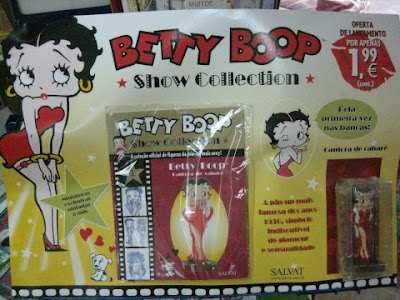 BETTY BOOP
Show Collection
OFERTA
DE LANÇAMENTO
POR APENAS
1,99
€
(cont.)
Pela
primeira vez
nas bancas!
Cantora de cabaré
BETTY BOOP
Show Collection
Betty Boop
Cantora de cabaré
SALVAT
A pin-up mais
famosa dos anos
1930, símbolo
indiscutível
de glamour
e sensualidade
SALVAT